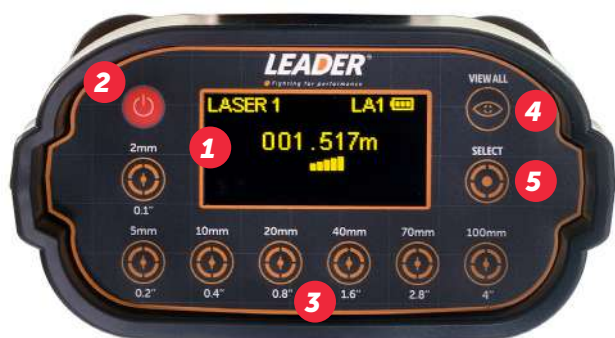 LEADER®
Fighting for performance
VIEW ALL
2
4
LASER 1 LA1
1
001.517m
2mm
SELECT
5
0.1"
5mm 10mm 20mm 40mm 70mm 100mm
0.2" 0.4" 0.8" 3 1.6" 2.8" 4"